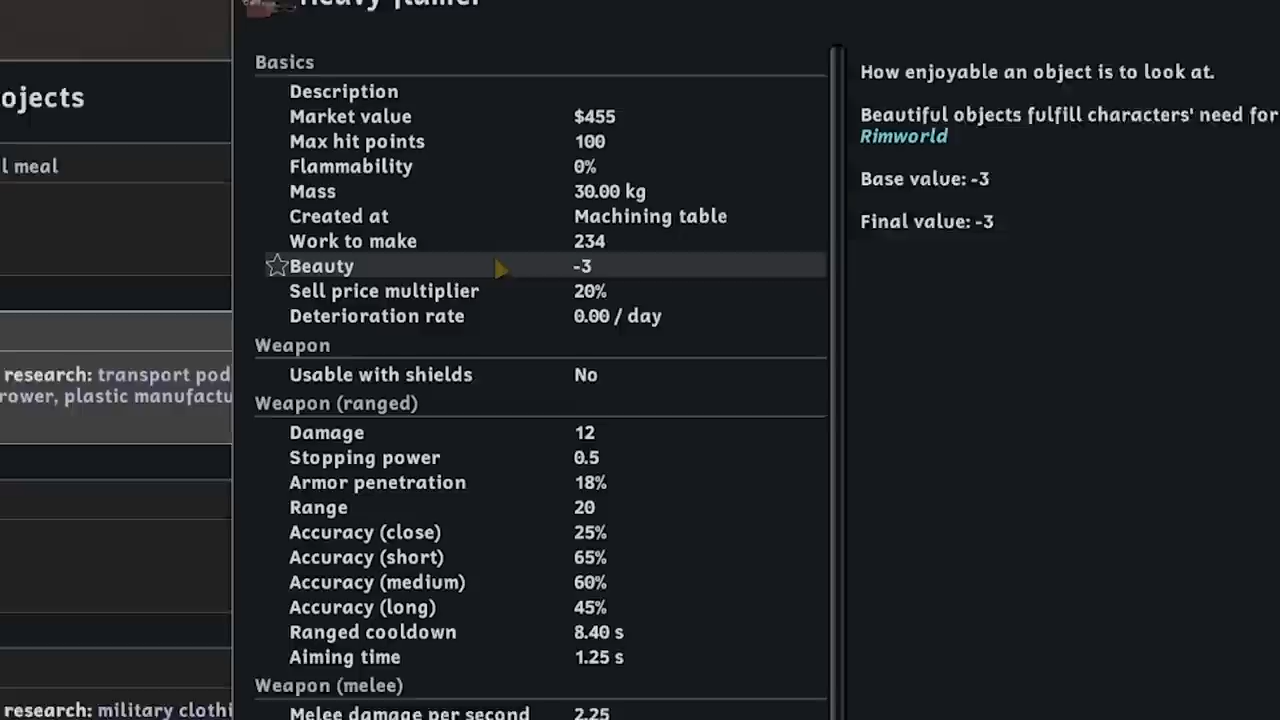 Heavy flamer
ojects
l meal
research: transport pod
rower, plastic manufactu
research: military clothi
Basics
Description
Market value $455
Max hit points 100
Flammability 0%
Mass 30.00 kg
Created at Machining table
Work to make 234
Beauty -3
Sell price multiplier 20%
Deterioration rate 0.00 / day
Weapon
Usable with shields No
Weapon (ranged)
Damage 12
Stopping power 0.5
Armor penetration 18%
Range 20
Accuracy (close) 25%
Accuracy (short) 65%
Accuracy (medium) 60%
Accuracy (long) 45%
Ranged cooldown 8.40 s
Aiming time 1.25 s
Weapon (melee)
Melee damage per second 2.25
How enjoyable an object is to look at.
Beautiful objects fulfill characters' need for
Rimworld
Base value: -3
Final value: -3